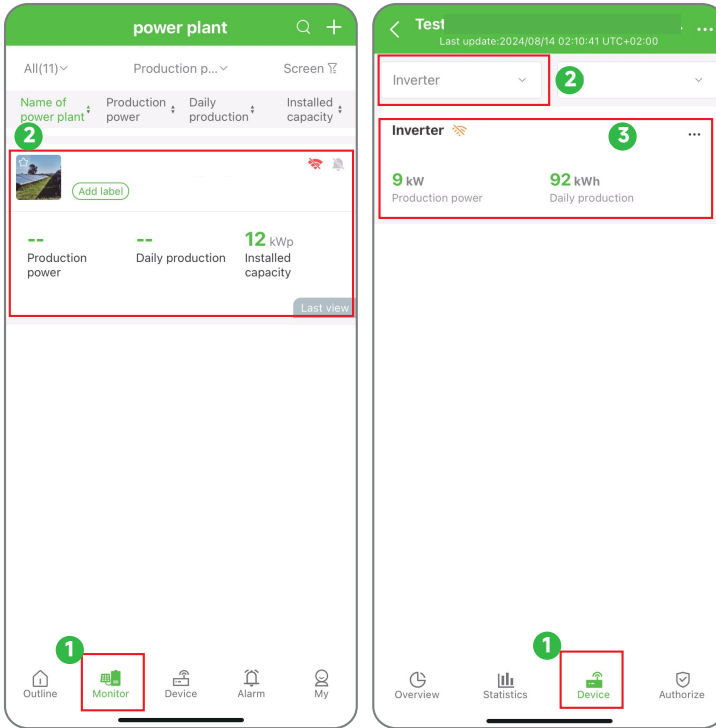 power plant
All(11)
Production p...
Screen
Name of power plant
Production power
Daily production
Installed capacity
2
Add label
--
Production power
--
Daily production
12 kWp
Installed capacity
Last view
1
Outline
Monitor
Device
Alarm
My
Test
...
Last update:2024/08/14 02:10:41 UTC+02:00
Inverter
2
Inverter
3
...
9 kW
Production power
92 kWh
Daily production
1
Overview
Statistics
Device
Authorize